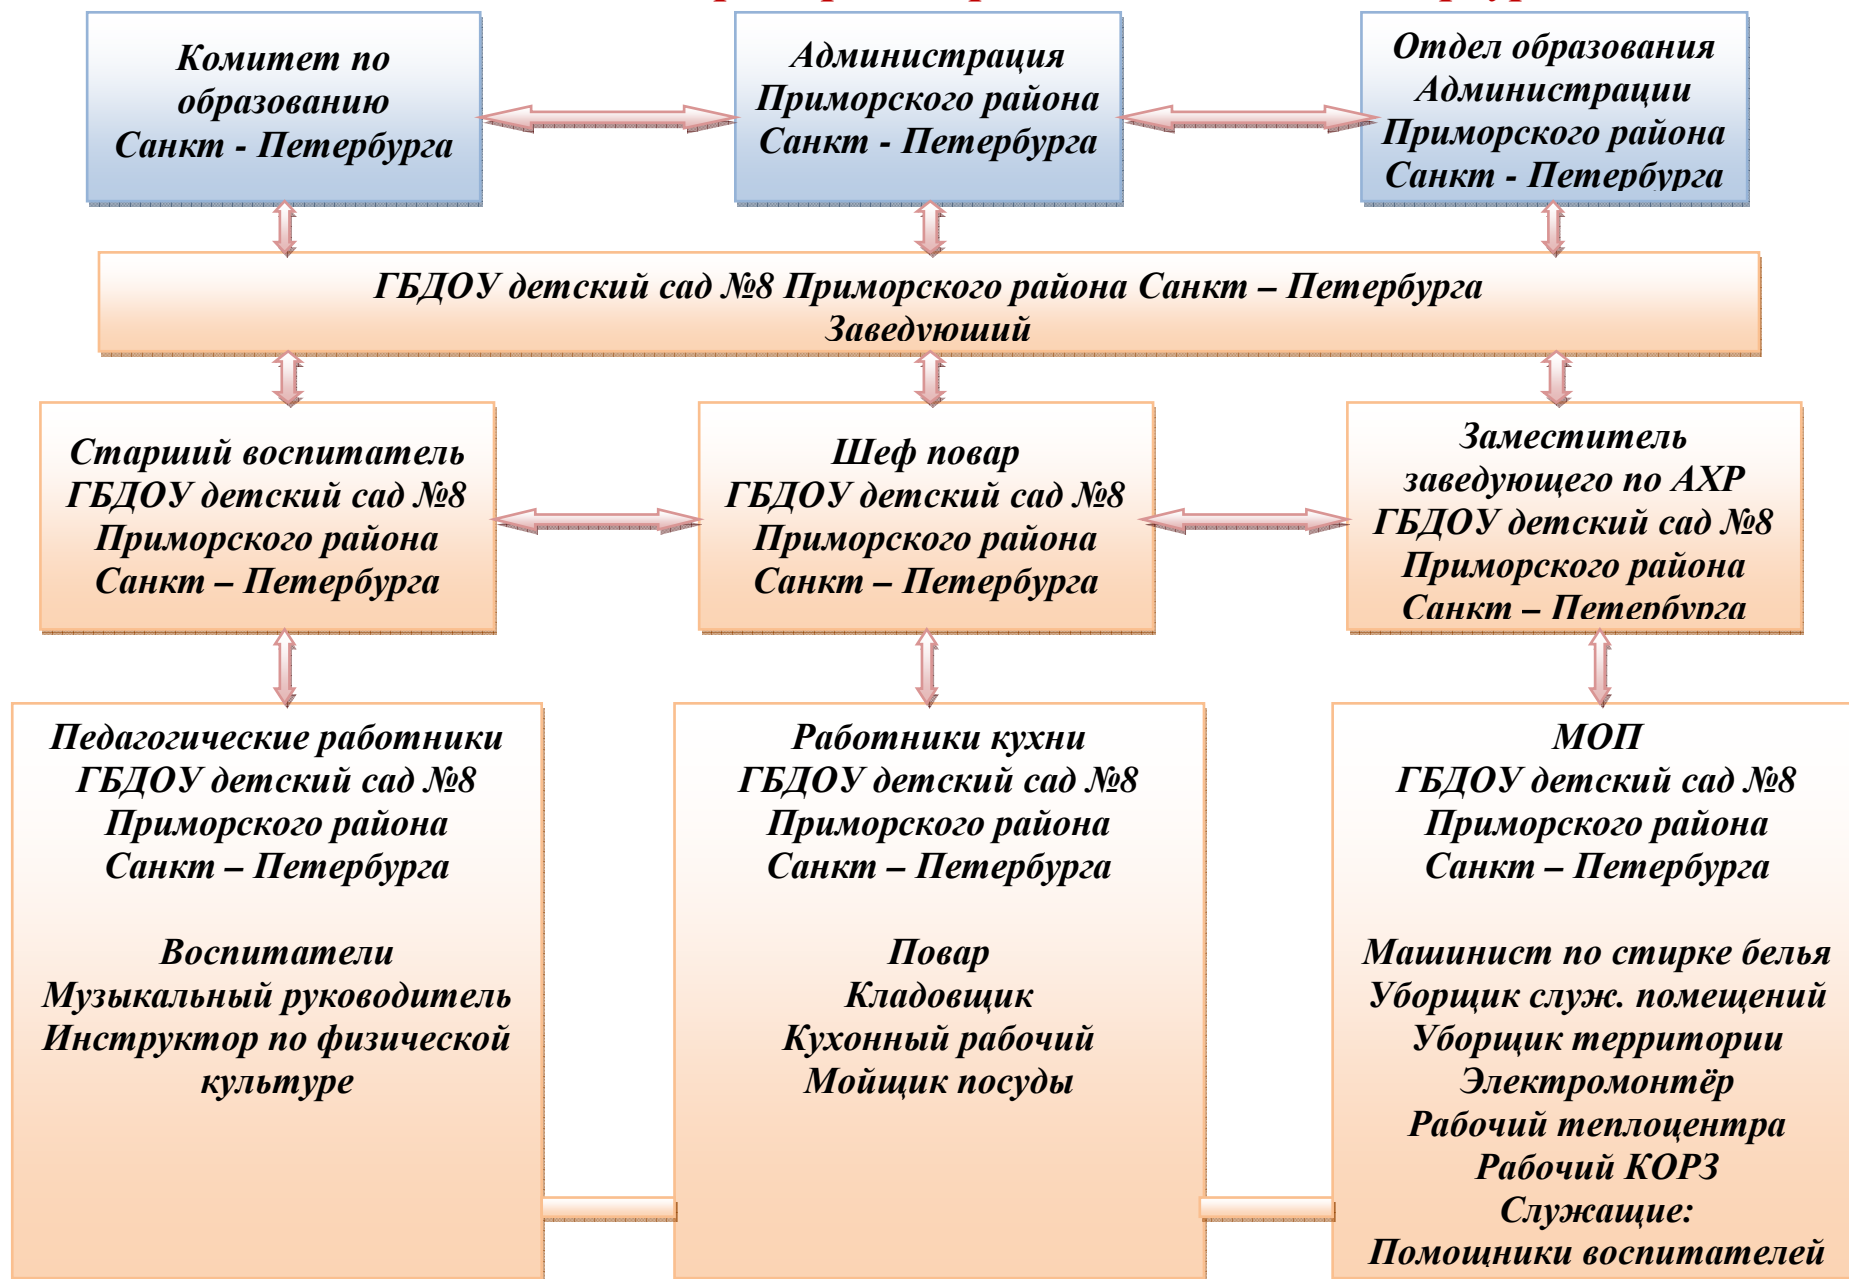 Комитет по
образованию
Санкт - Петербурга
Администрация
Приморского района
Санкт - Петербурга
Отдел образования
Администрации
Приморского района
Санкт - Петербурга
ГБДОУ детский сад №8 Приморского района Санкт – Петербурга
Заведующий
Старший воспитатель
ГБДОУ детский сад №8
Приморского района
Санкт – Петербурга
Шеф повар
ГБДОУ детский сад №8
Приморского района
Санкт – Петербурга
Заместитель
заведующего по АХР
ГБДОУ детский сад №8
Приморского района
Санкт – Петербурга
Педагогические работники
ГБДОУ детский сад №8
Приморского района
Санкт – Петербурга
Воспитатели
Музыкальный руководитель
Инструктор по физической
культуре
Работники кухни
ГБДОУ детский сад №8
Приморского района
Санкт – Петербурга
Повар
Кладовщик
Кухонный рабочий
Мойщик посуды
МОП
ГБДОУ детский сад №8
Приморского района
Санкт – Петербурга
Машинист по стирке белья
Уборщик служ. помещений
Уборщик территории
Электромонтёр
Рабочий теплоцентра
Рабочий КОРЗ
Служащие:
Помощники воспитателей